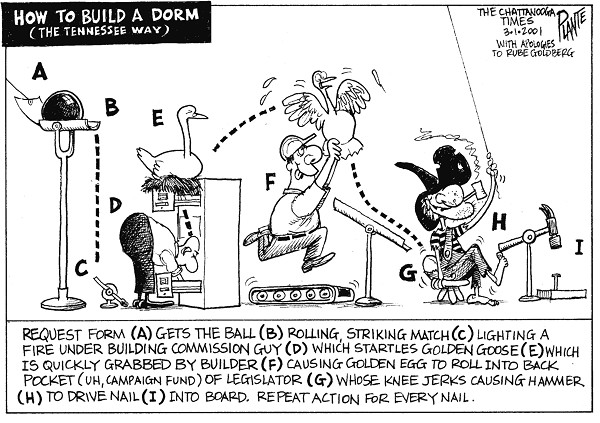 HOW TO BUILD A DORM
(THE TENNESSEE WAY)
THE CHATTANOOGA
TIMES
3·1·2001
WITH APOLOGIES
TO RUBE GOLDBERG
PLANTE
A
B
E
F
D
C
G
H
I
REQUEST FORM (A) GETS THE BALL (B) ROLLING, STRIKING MATCH (C) LIGHTING A
FIRE UNDER BUILDING COMMISSION GUY (D) WHICH STARTLES GOLDEN GOOSE (E) WHICH
IS QUICKLY GRABBED BY BUILDER (F) CAUSING GOLDEN EGG TO ROLL INTO BACK
POCKET (UH, CAMPAIGN FUND) OF LEGISLATOR (G) WHOSE KNEE JERKS CAUSING HAMMER
(H) TO DRIVE NAIL (I) INTO BOARD. REPEAT ACTION FOR EVERY NAIL.